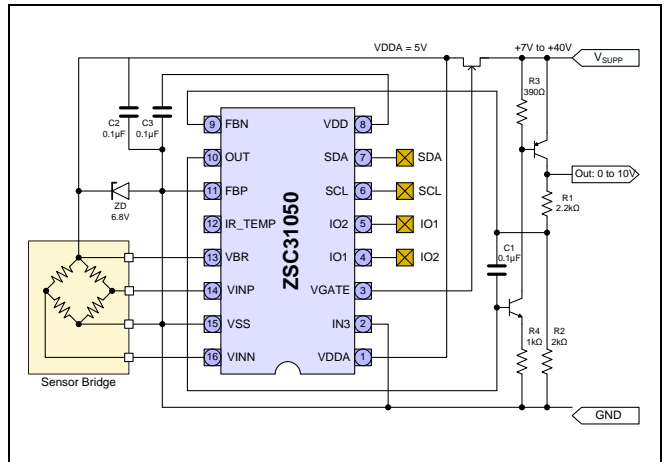 VDDA = 5V
+7V to +40V
VSUPP
R3
390Ω
C2
0.1µF
C3
0.1µF
9 FBN
VDD 8
10 OUT
SDA 7
SDA
11 FBP
SCL 6
SCL
12 IR_TEMP
IO2 5
IO1
13 VBR
IO1 4
IO2
14 VINP
VGATE 3
15 VSS
IN3 2
16 VINN
VDDA 1
ZSC31050
ZD
6.8V
Out: 0 to 10V
R1
2.2kΩ
C1
0.1µF
R4
1kΩ
R2
2kΩ
Sensor Bridge
GND